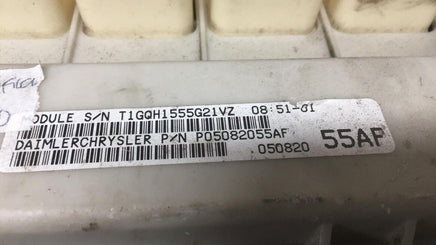 MODULE S/N T1GQH1555G21VZ 08:51-01
DAIMLERCHRYSLER P/N P05082055AF
.050820 55AF